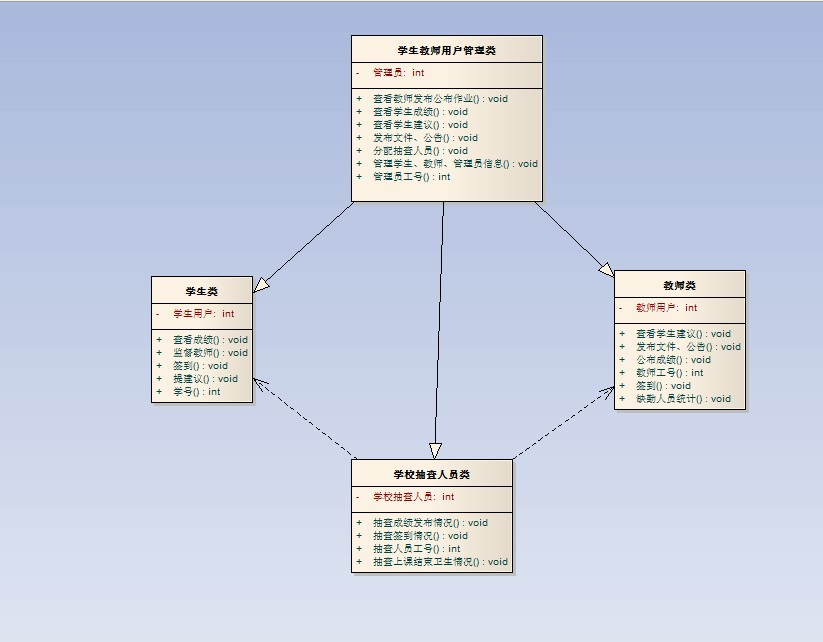 学生教师用户管理类
- 管理员: int
+ 查看教师发布公布作业() : void
+ 查看学生成绩() : void
+ 查看学生建议() : void
+ 发布文件、公告() : void
+ 分配抽查人员() : void
+ 管理学生、教师、管理员信息() : void
+ 管理员工号() : int
学生类
- 学生用户: int
+ 查看成绩() : void
+ 监督教师() : void
+ 签到() : void
+ 提建议() : void
+ 学号() : int
教师类
- 教师用户: int
+ 查看学生建议() : void
+ 发布文件、公告() : void
+ 公布成绩() : void
+ 教师工号() : int
+ 签到() : void
+ 缺勤人员统计() : void
学校抽查人员类
- 学校抽查人员: int
+ 抽查成绩发布情况() : void
+ 抽查签到情况() : void
+ 抽查人员工号() : int
+ 抽查上课结束卫生情况() : void